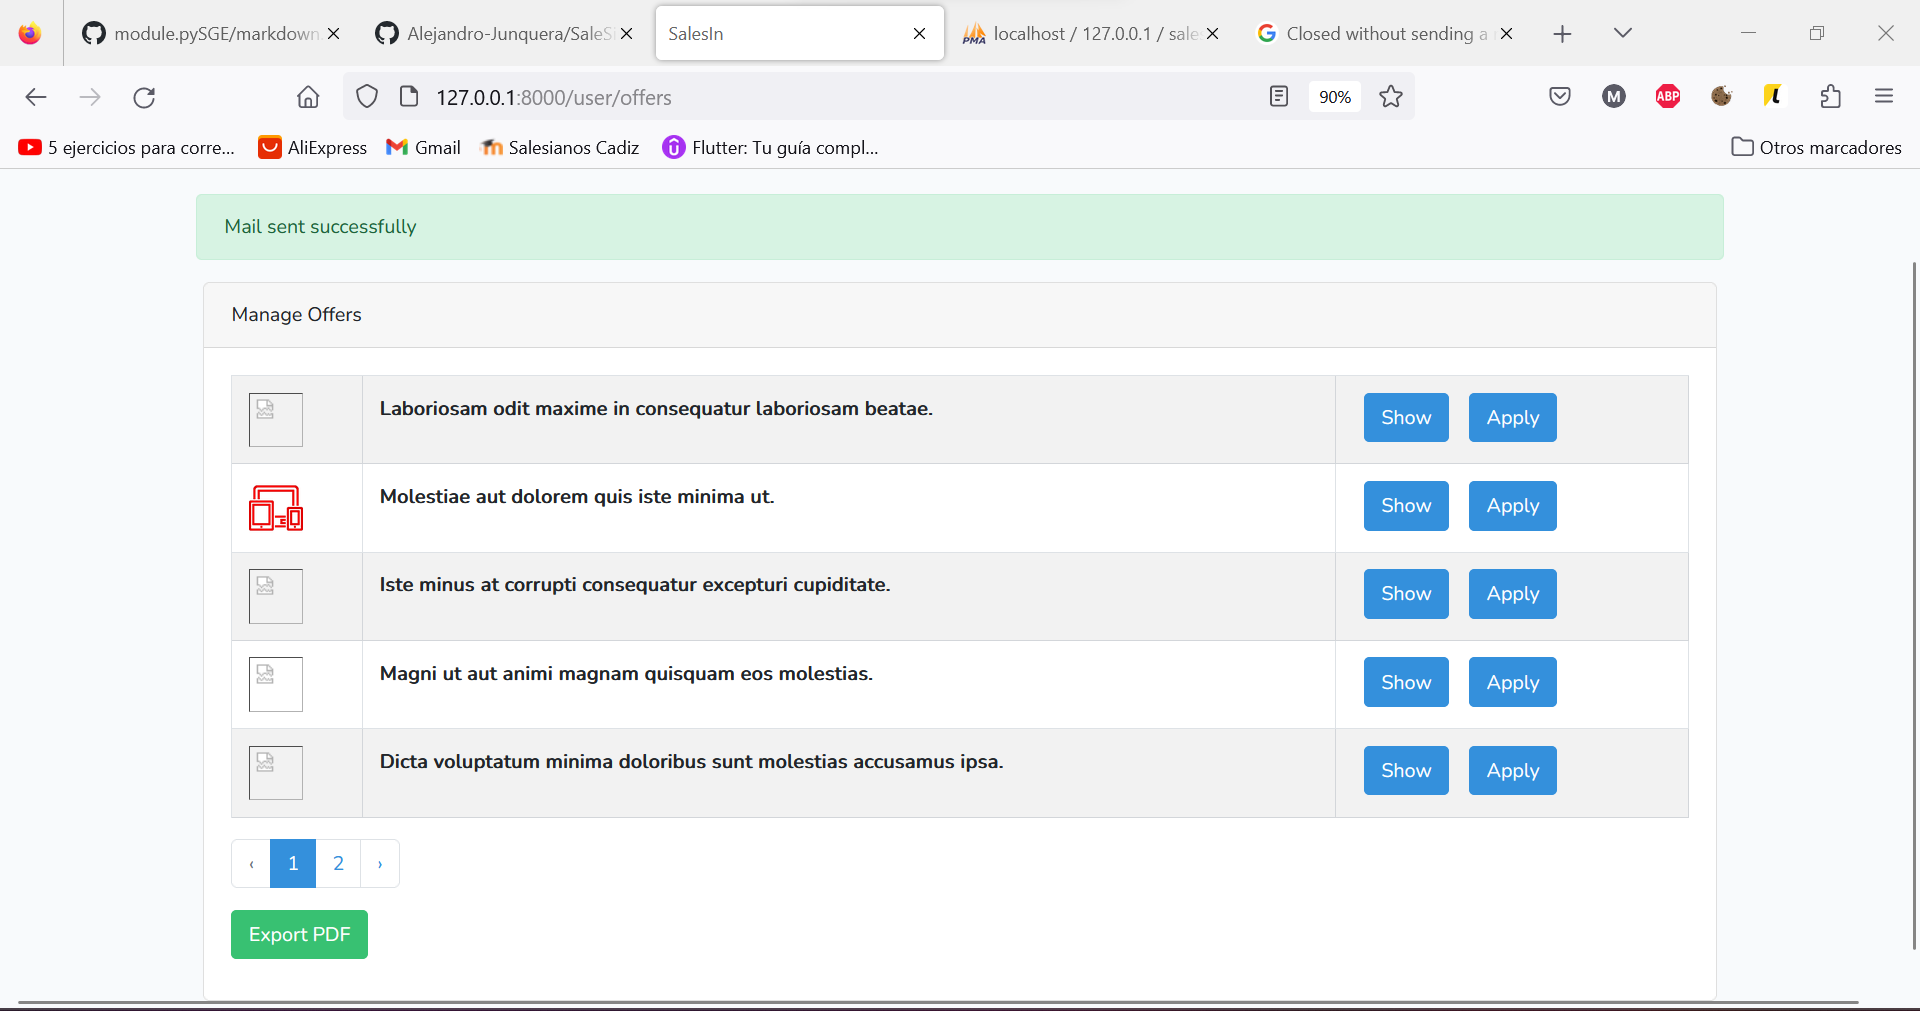 module.pySGE/markdown
Alejandro-Junquera/SaleS
SalesIn
localhost / 127.0.0.1 / sale
Closed without sending a
127.0.0.1:8000/user/offers
90%
M
ABP
5 ejercicios para corre...
AliExpress
Gmail
Salesianos Cadiz
Flutter: Tu guía compl...
Otros marcadores
Mail sent successfully
Manage Offers
Laboriosam odit maxime in consequatur laboriosam beatae.
Show
Apply
Molestiae aut dolorem quis iste minima ut.
Show
Apply
Iste minus at corrupti consequatur excepturi cupiditate.
Show
Apply
Magni ut aut animi magnam quisquam eos molestias.
Show
Apply
Dicta voluptatum minima doloribus sunt molestias accusamus ipsa.
Show
Apply
‹ 1 2 ›
Export PDF